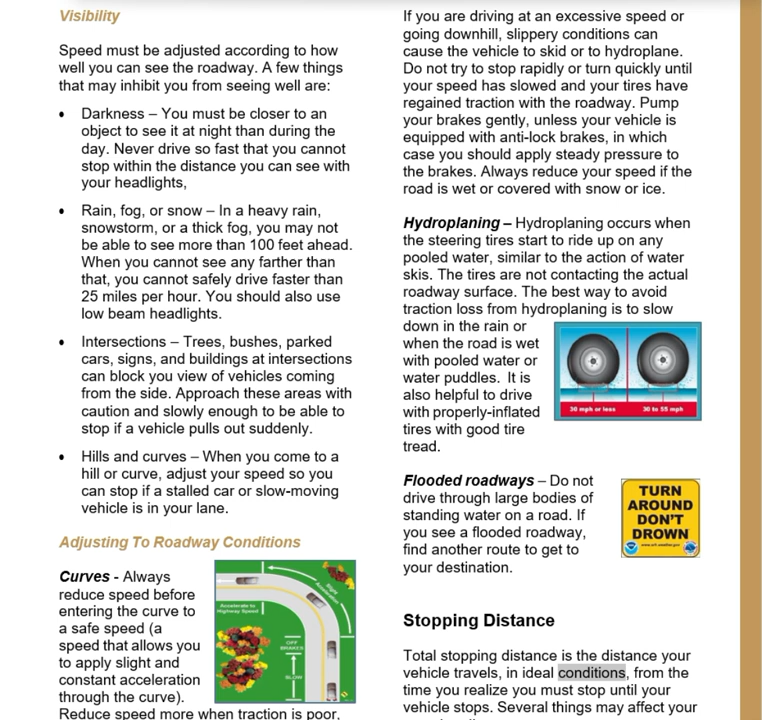 Visibility
Speed must be adjusted according to how
well you can see the roadway. A few things
that may inhibit you from seeing well are:
• Darkness – You must be closer to an
object to see it at night than during the
day. Never drive so fast that you cannot
stop within the distance you can see with
your headlights,
• Rain, fog, or snow – In a heavy rain,
snowstorm, or a thick fog, you may not
be able to see more than 100 feet ahead.
When you cannot see any farther than
that, you cannot safely drive faster than
25 miles per hour. You should also use
low beam headlights.
• Intersections – Trees, bushes, parked
cars, signs, and buildings at intersections
can block you view of vehicles coming
from the side. Approach these areas with
caution and slowly enough to be able to
stop if a vehicle pulls out suddenly.
• Hills and curves – When you come to a
hill or curve, adjust your speed so you
can stop if a stalled car or slow-moving
vehicle is in your lane.
Adjusting To Roadway Conditions
Curves - Always
reduce speed before
entering the curve to
a safe speed (a
speed that allows you
to apply slight and
constant acceleration
through the curve).
Reduce speed more when traction is poor,
Accelerate to
Highway Speed
Slight
OFF
BRAKES
SLOW
If you are driving at an excessive speed or
going downhill, slippery conditions can
cause the vehicle to skid or to hydroplane.
Do not try to stop rapidly or turn quickly until
your speed has slowed and your tires have
regained traction with the roadway. Pump
your brakes gently, unless your vehicle is
equipped with anti-lock brakes, in which
case you should apply steady pressure to
the brakes. Always reduce your speed if the
road is wet or covered with snow or ice.
Hydroplaning – Hydroplaning occurs when
the steering tires start to ride up on any
pooled water, similar to the action of water
skis. The tires are not contacting the actual
roadway surface. The best way to avoid
traction loss from hydroplaning is to slow
down in the rain or
when the road is wet
with pooled water or
water puddles. It is
also helpful to drive
with properly-inflated
tires with good tire
tread.
30 mph or less
30 to 55 mph
Flooded roadways – Do not
drive through large bodies of
standing water on a road. If
you see a flooded roadway,
find another route to get to
your destination.
TURN
AROUND
DON'T
DROWN
Stopping Distance
Total stopping distance is the distance your
vehicle travels, in ideal conditions, from the
time you realize you must stop until your
vehicle stops. Several things may affect your